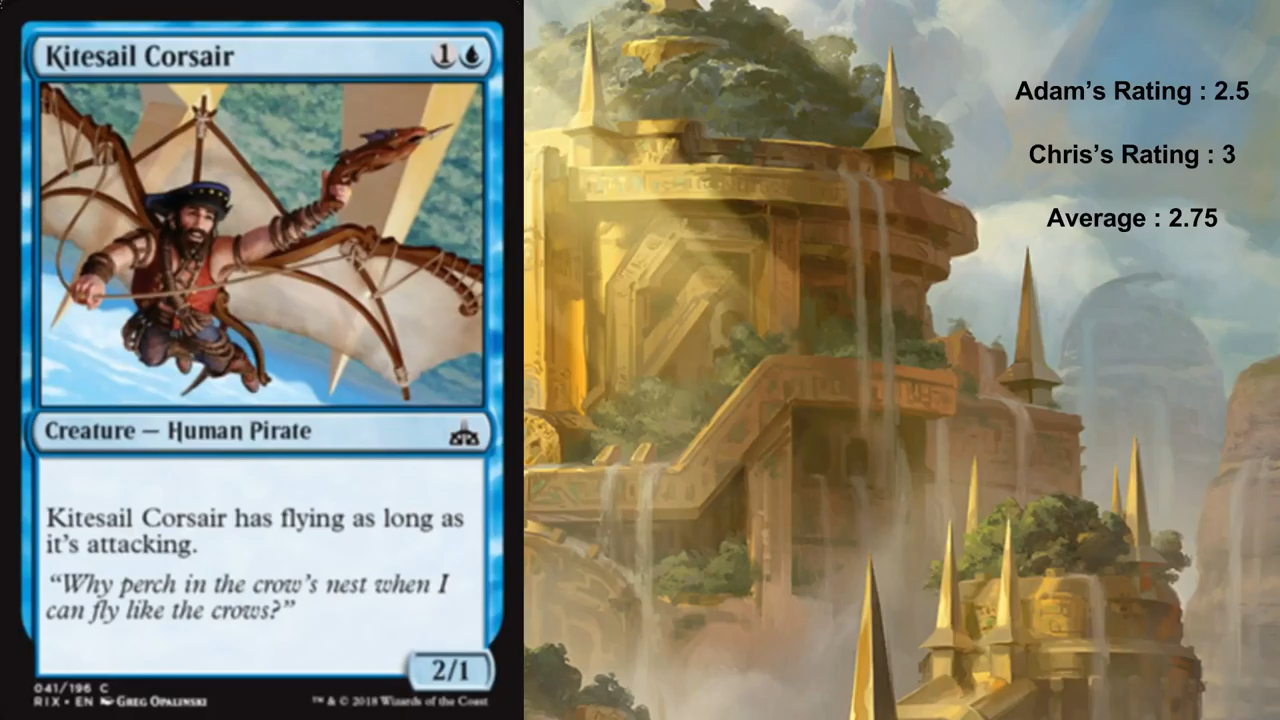 Kitesail Corsair 1
Creature — Human Pirate
Kitesail Corsair has flying as long as
it's attacking.
“Why perch in the crow's nest when I
can fly like the crows?”
2/1
041/196 C
RIX • EN Greg Opalinski
™ & © 2018 Wizards of the Coast
Adam's Rating : 2.5
Chris's Rating : 3
Average : 2.75